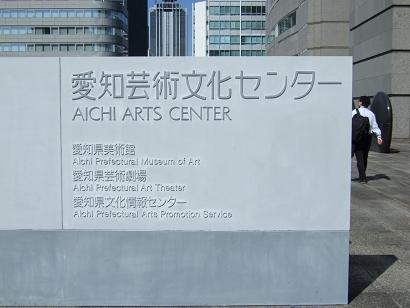 愛知芸術文化センター
AICHI ARTS CENTER
愛知県美術館
Aichi Prefectural Museum of Art
愛知県芸術劇場
Aichi Prefectural Art Theater
愛知県文化情報センター
Aichi Prefectural Arts Promotion Service